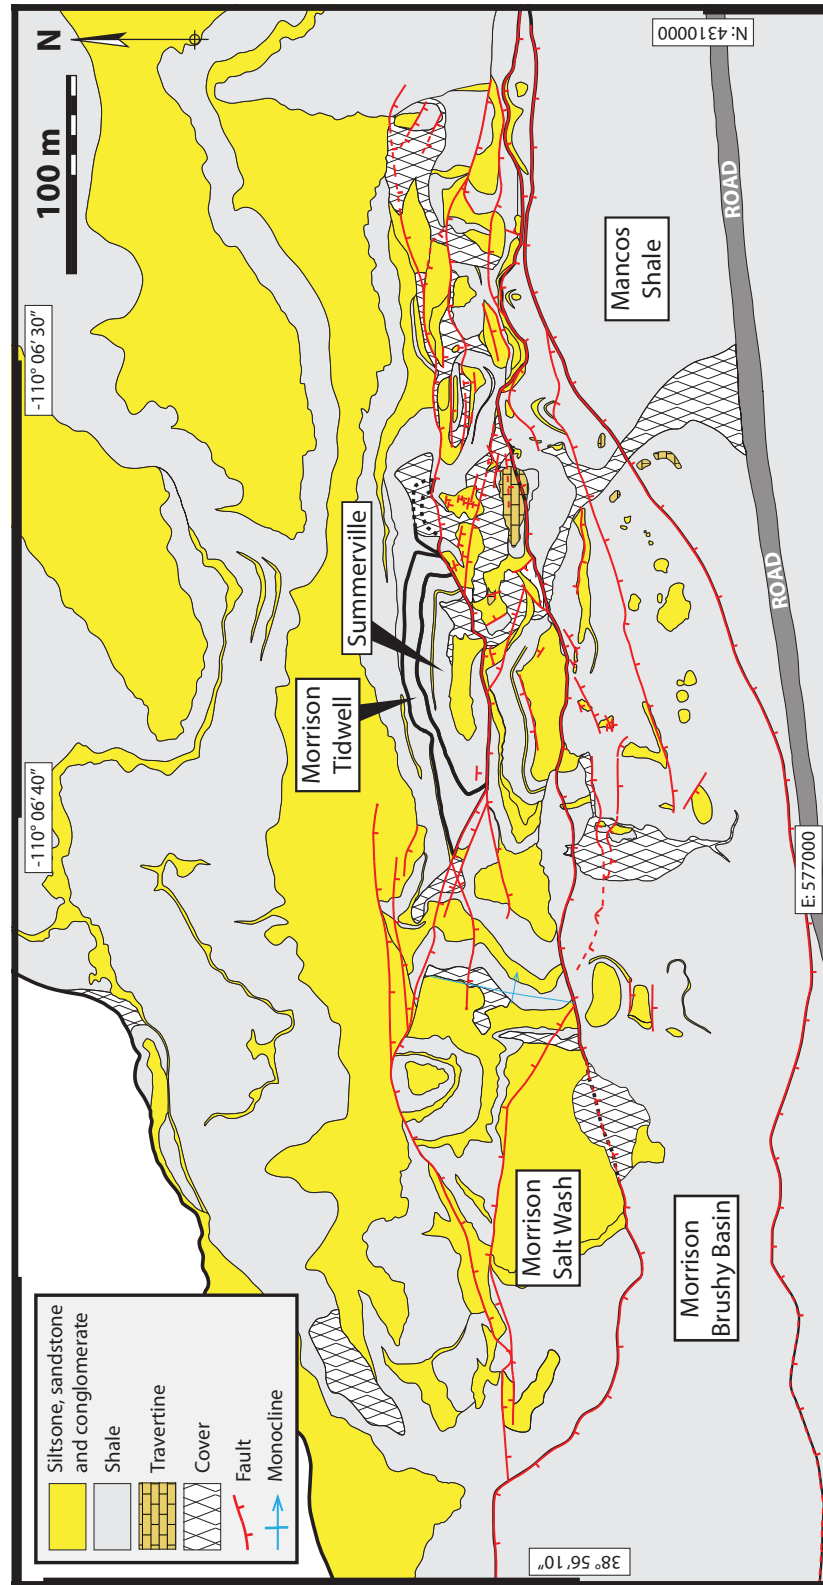 Siltsone, sandstone
and conglomerate
Shale
Travertine
Cover
Fault
Monocline
-110° 06’ 40”
-110° 06’ 30”
100 m
N
Morrison
Tidwell
Summerville
Morrison
Salt Wash
Morrison
Brushy Basin
Mancos
Shale
ROAD
ROAD
38° 56,10”
E: 577000
N: 4310000